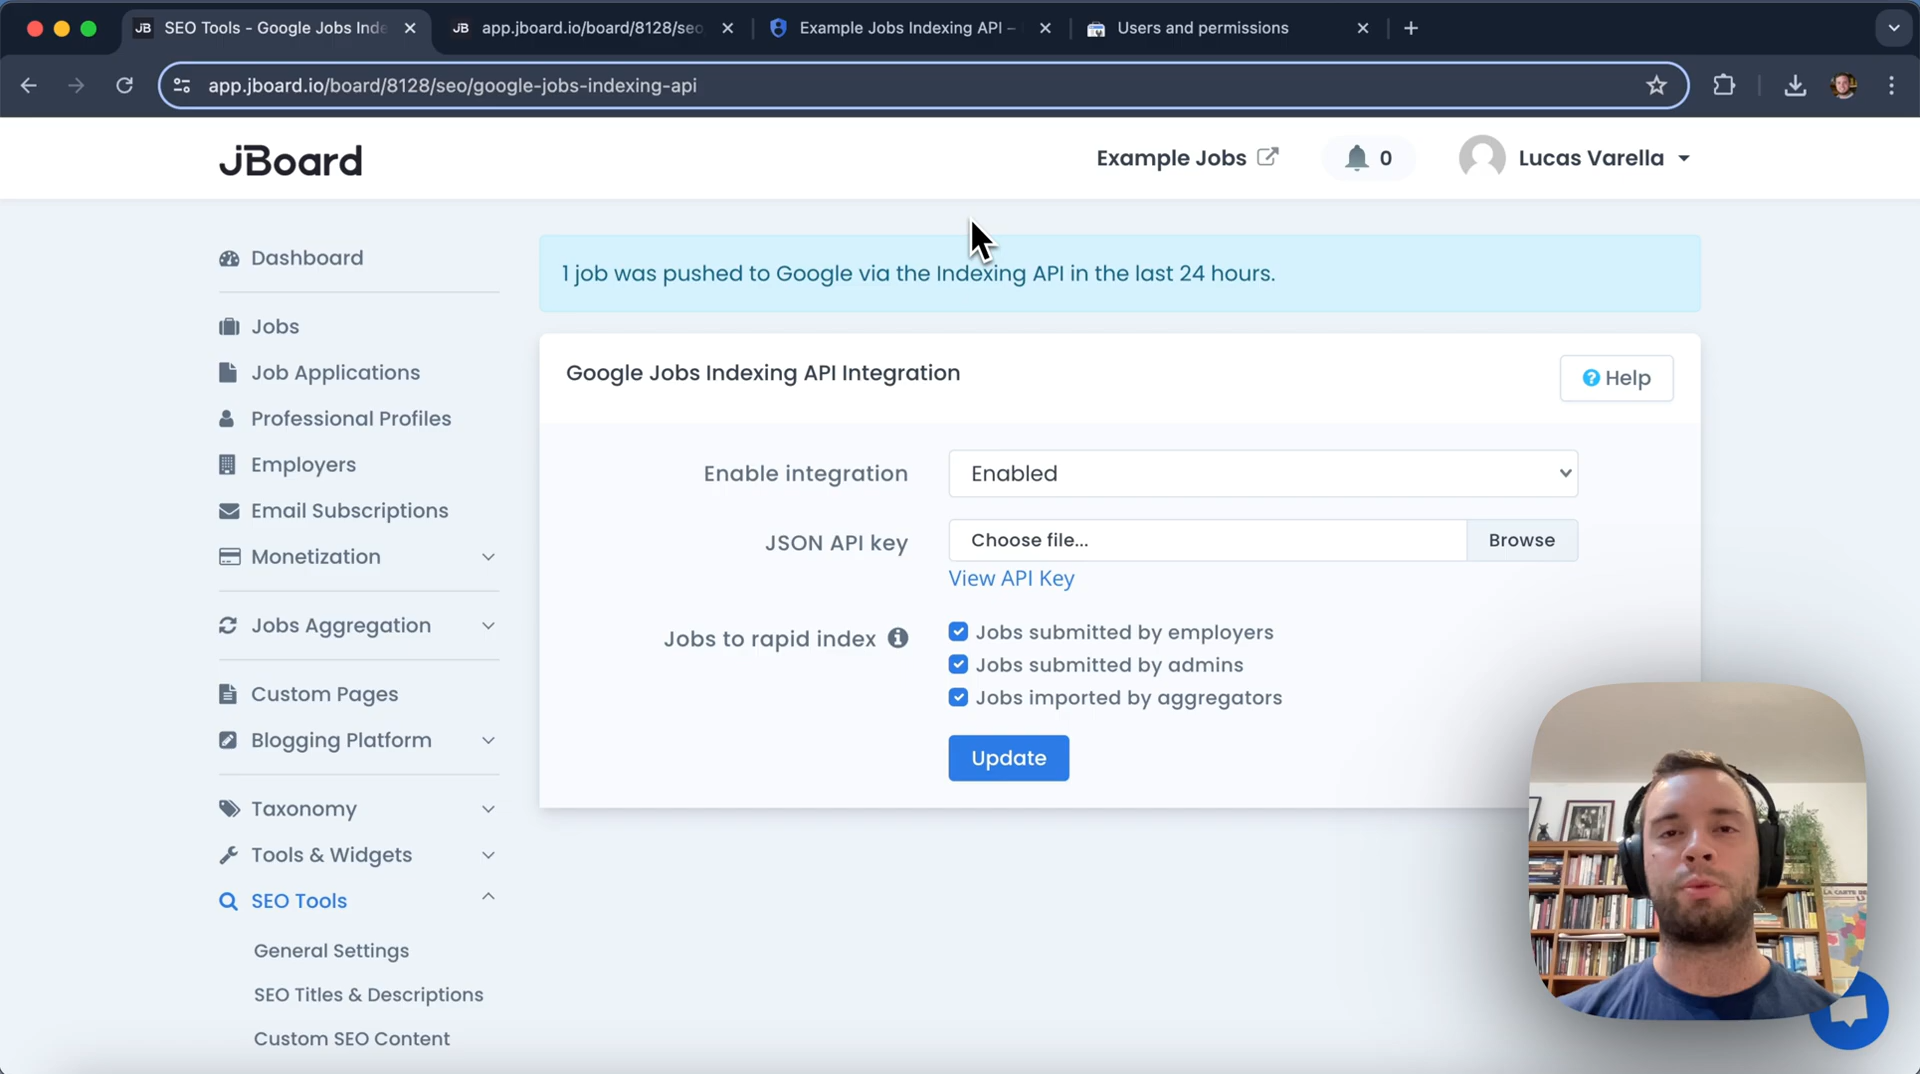 SEO Tools - Google Jobs Inde
app.jboard.io/board/8128/seo
Example Jobs Indexing API –
Users and permissions
app.jboard.io/board/8128/seo/google-jobs-indexing-api
JBoard
Example Jobs
0
Lucas Varella
Dashboard
Jobs
Job Applications
Professional Profiles
Employers
Email Subscriptions
Monetization
Jobs Aggregation
Custom Pages
Blogging Platform
Taxonomy
Tools & Widgets
SEO Tools
General Settings
SEO Titles & Descriptions
Custom SEO Content
1 job was pushed to Google via the Indexing API in the last 24 hours.
Google Jobs Indexing API Integration
Help
Enable integration
Enabled
JSON API key
Choose file...
Browse
View API Key
Jobs to rapid index
Jobs submitted by employers
Jobs submitted by admins
Jobs imported by aggregators
Update